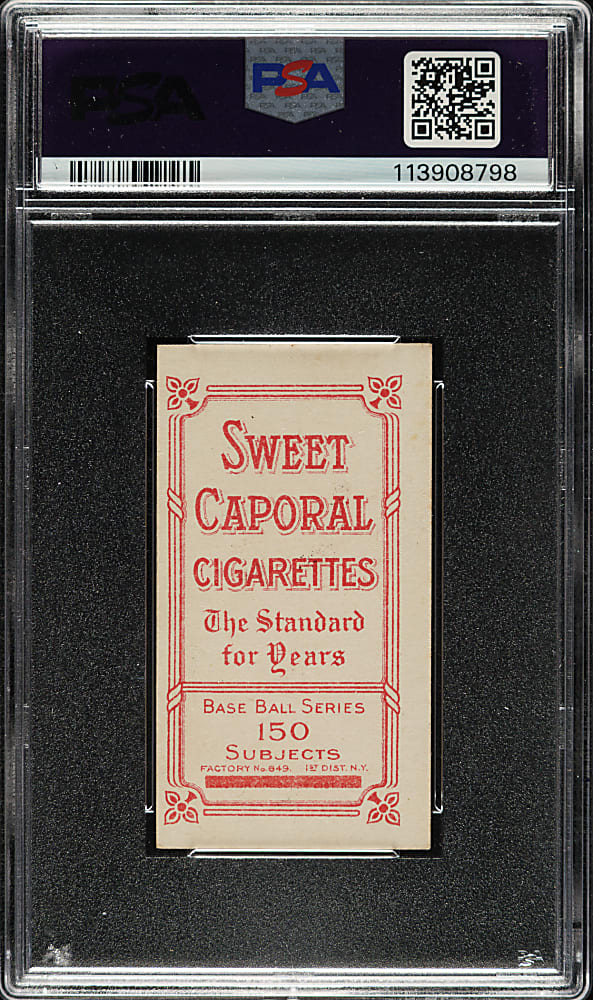 PSA
PSA
113908798
SWEET
CAPORAL
CIGARETTES
The Standard
for Years
BASE BALL SERIES
150
SUBJECTS
FACTORY No. 649. 1ST DIST. N.Y.